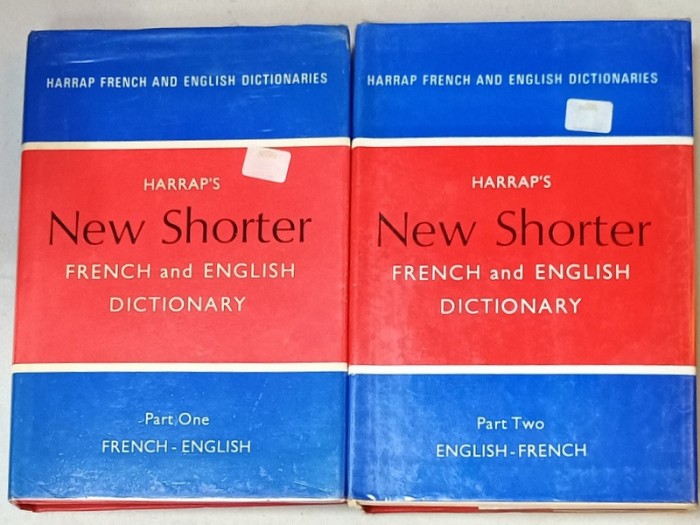 HARRAP FRENCH AND ENGLISH DICTIONARIES
HARRAP'S
New Shorter
FRENCH and ENGLISH
DICTIONARY
Part One
FRENCH - ENGLISH
HARRAP FRENCH AND ENGLISH DICTIONARIES
HARRAP'S
New Shorter
FRENCH and ENGLISH
DICTIONARY
Part Two
ENGLISH - FRENCH